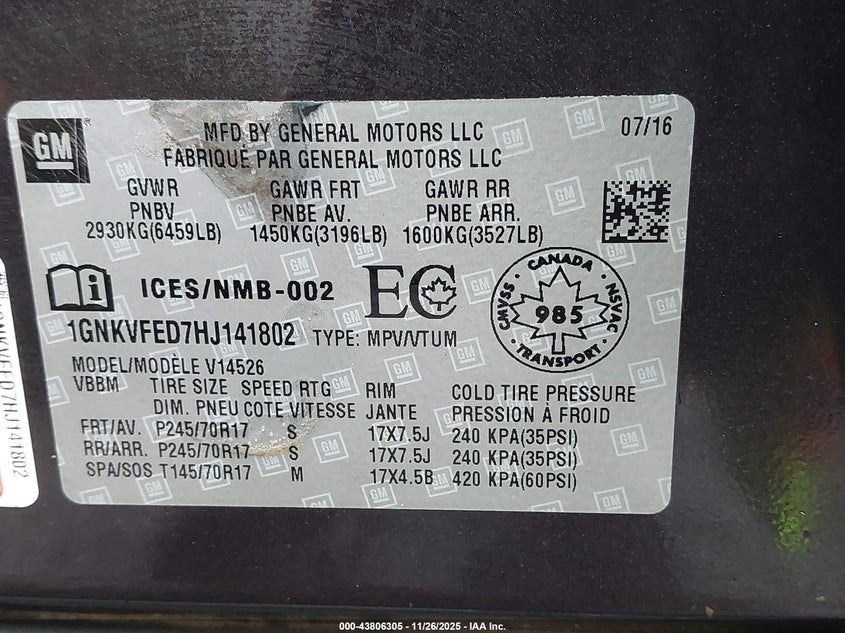 GM
MFD BY GENERAL MOTORS LLC 07/16
FABRIQUÉ PAR GENERAL MOTORS LLC
GVWR GAWR FRT GAWR RR
PNBV PNBE AV. PNBE ARR.
2930KG(6459LB) 1450KG(3196LB) 1600KG(3527LB)
ICES/NMB-002 EC
CANADA
CMVSS 985 NSVAC
TRANSPORT
1GNKVFED7HJ141802 TYPE: MPV/VTUM
MODEL/MODÈLE V14526
VBBM TIRE SIZE SPEED RTG RIM COLD TIRE PRESSURE
DIM. PNEU COTE VITESSE JANTE PRESSION À FROID
FRT/AV. P245/70R17 S 17X7.5J 240 KPA(35PSI)
RR/ARR. P245/70R17 S 17X7.5J 240 KPA(35PSI)
SPA/SOS T145/70R17 M 17X4.5B 420 KPA(60PSI)
GNKVFED7HJ141802
000-43806305 - 11/26/2025 - IAA Inc.